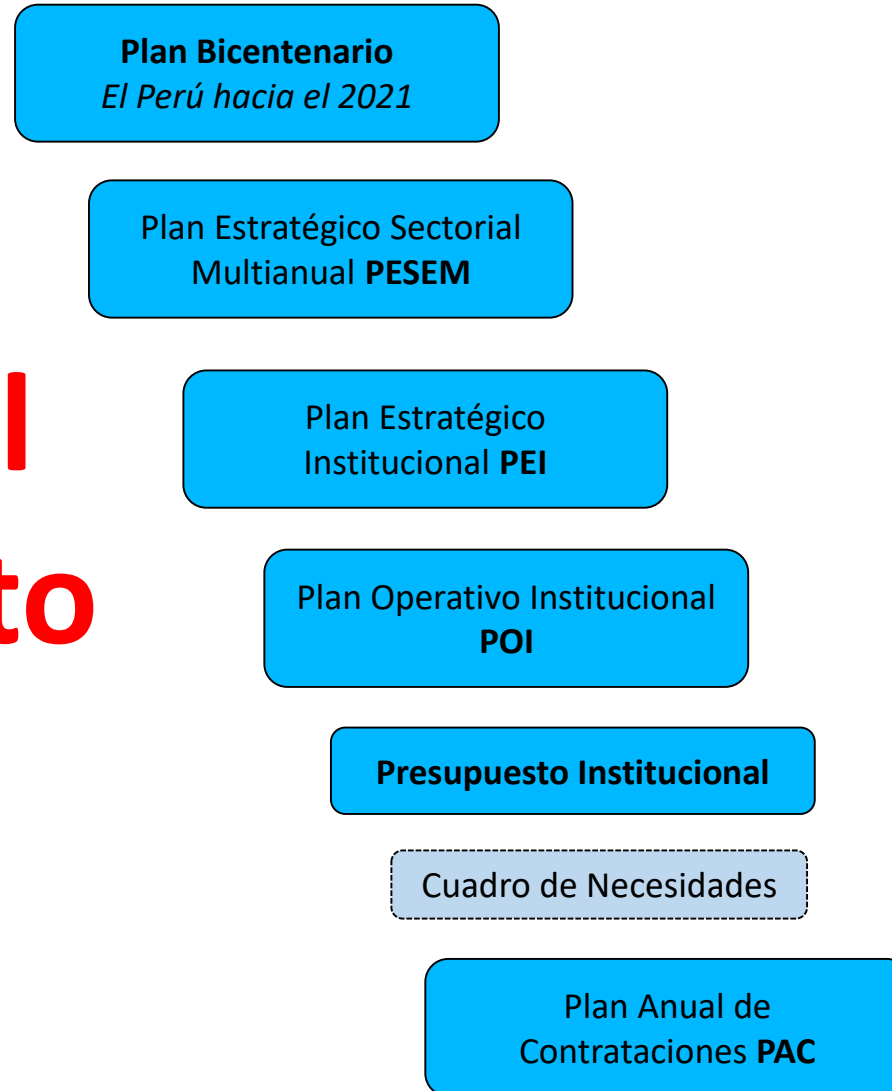 Plan Bicentenario
El Perú hacia el 2021
Plan Estratégico Sectorial
Multianual PESEM
Plan Estratégico
Institucional PEI
Plan Operativo Institucional
POI
Presupuesto Institucional
Cuadro de Necesidades
Plan Anual de
Contrataciones PAC